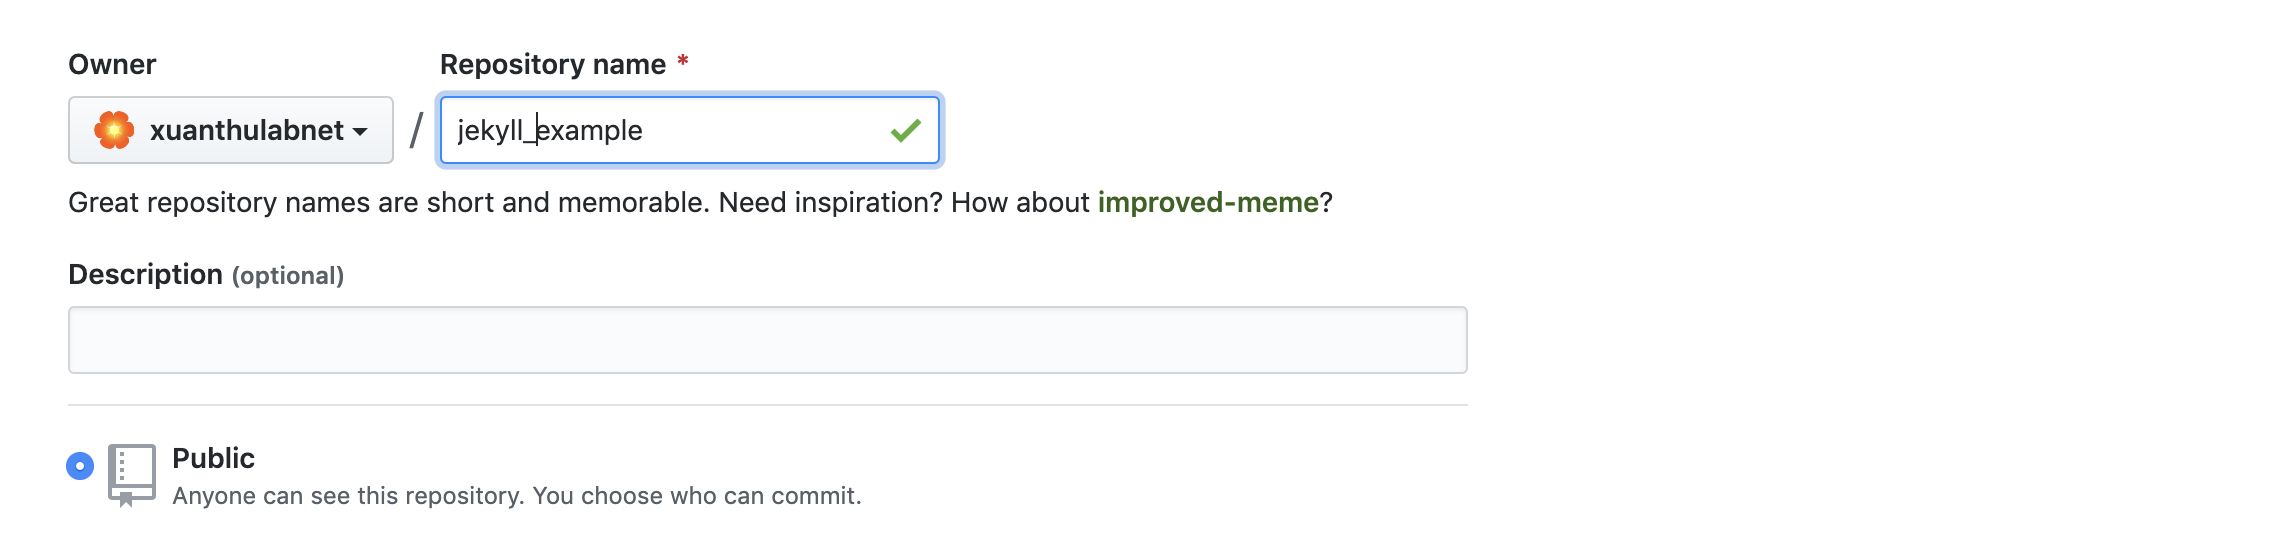 Owner
Repository name *
xuanthulabnet / jekyll_example
Great repository names are short and memorable. Need inspiration? How about improved-meme?
Description (optional)
Public
Anyone can see this repository. You choose who can commit.